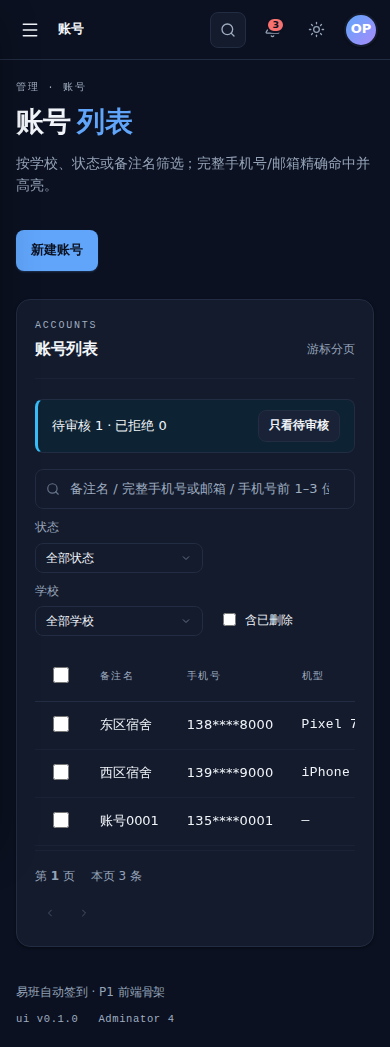 账号
3
OP
管理 · 账号
账号 列表
按学校、状态或备注名筛选；完整手机号/邮箱精确命中并
高亮。
新建账号
ACCOUNTS
账号列表
游标分页
待审核 1 · 已拒绝 0
只看待审核
备注名 / 完整手机号或邮箱 / 手机号前 1–3 位
状态
全部状态
学校
全部学校
含已删除
备注名 手机号 机型
东区宿舍 138****8000 Pixel 7
西区宿舍 139****9000 iPhone
账号0001 135****0001 —
第 1 页 本页 3 条
易班自动签到 · P1 前端骨架
ui v0.1.0 Adminator 4